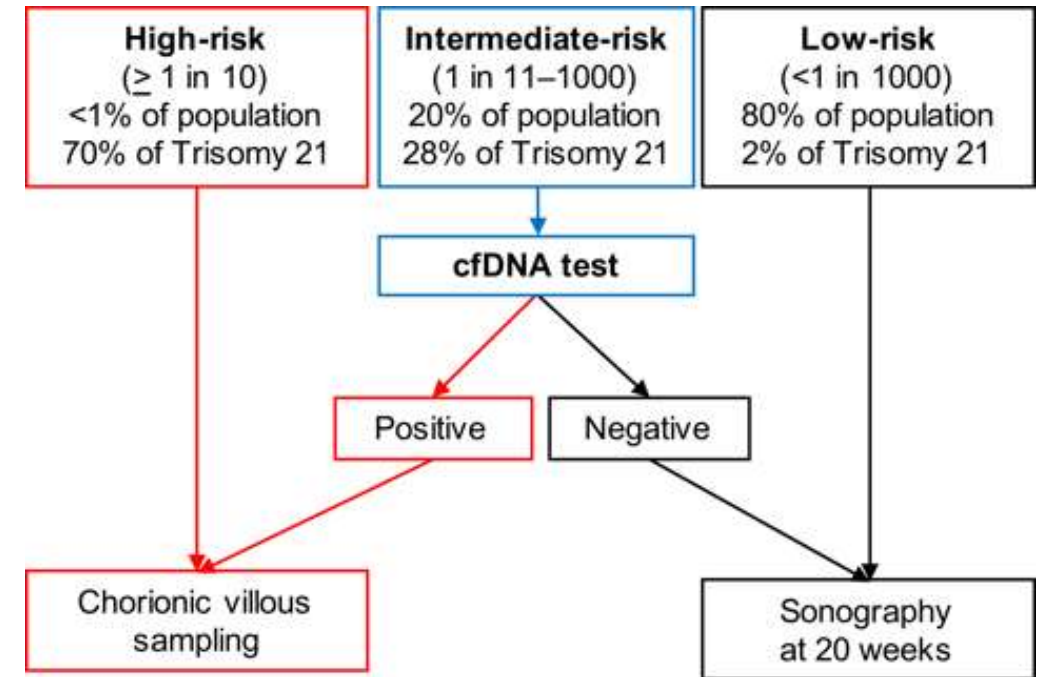 High-risk
(≥ 1 in 10)
<1% of population
70% of Trisomy 21
Intermediate-risk
(1 in 11–1000)
20% of population
28% of Trisomy 21
Low-risk
(<1 in 1000)
80% of population
2% of Trisomy 21
cfDNA test
Positive
Negative
Chorionic villous
sampling
Sonography
at 20 weeks